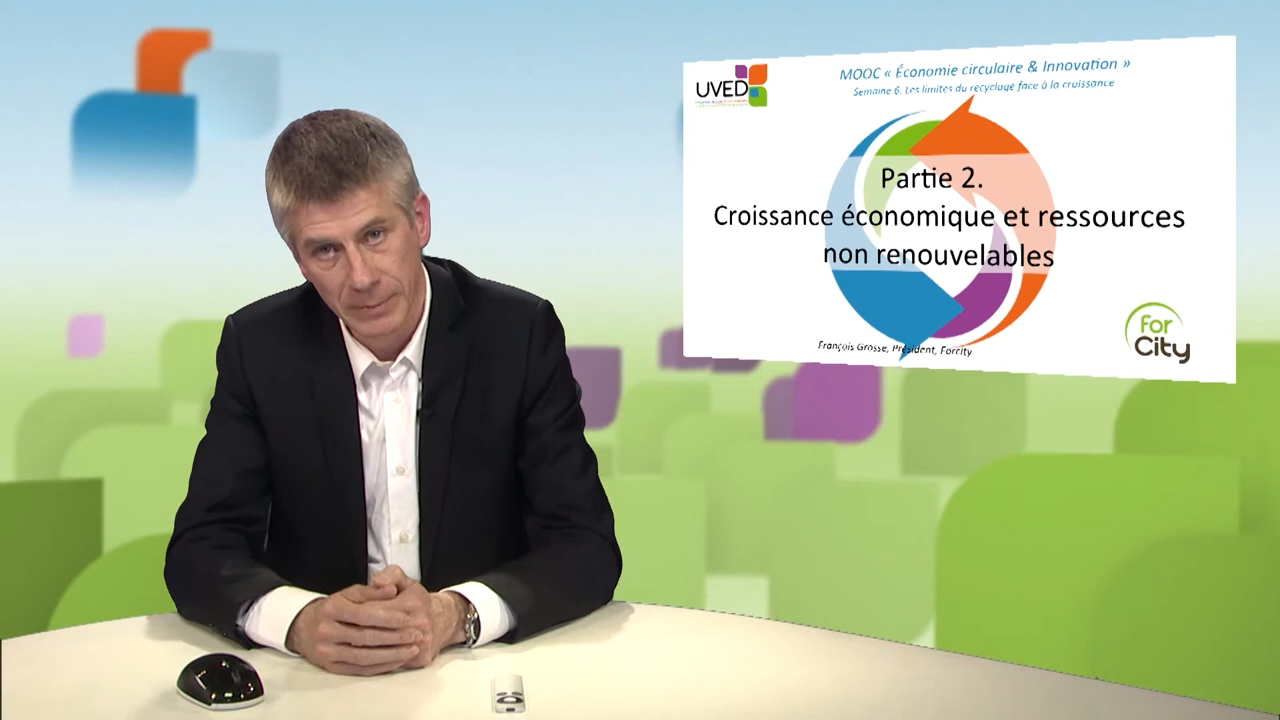 UVED
MOOC « Économie circulaire & Innovation »
Semaine 6. Les limites du recyclage face à la croissance
Partie 2.
Croissance économique et ressources
non renouvelables
François Grosse, Président, Forcity
For
City